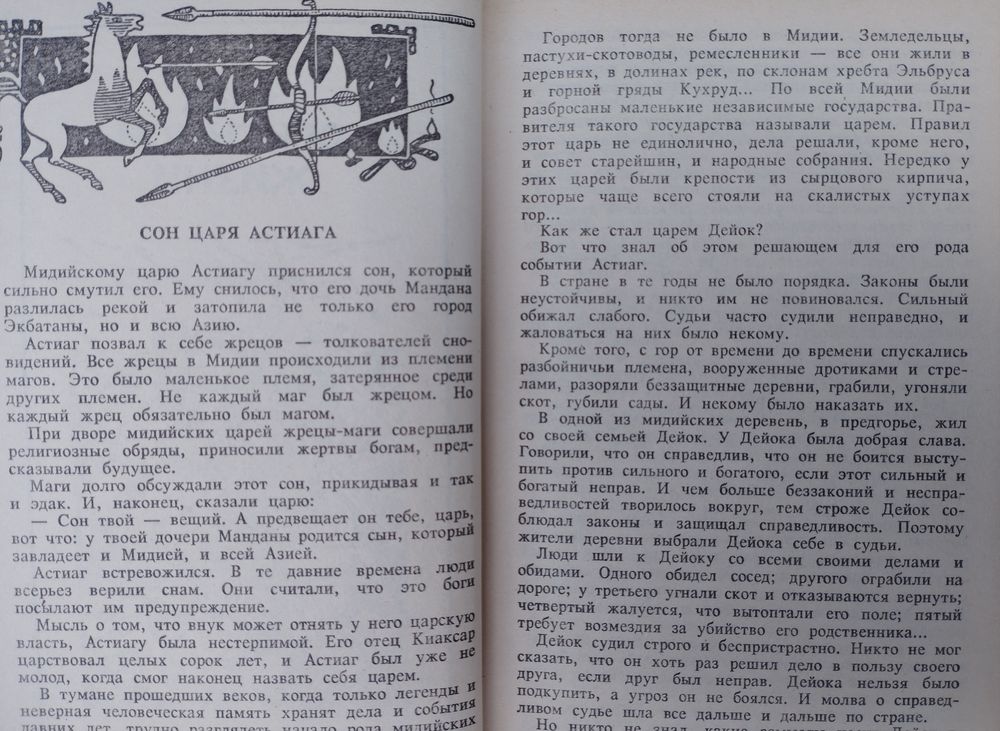 СОН ЦАРЯ АСТИАГА
Мидийскому царю Астиагу приснился сон, который
сильно смутил его. Ему снилось, что его дочь Мандана
разлилась рекой и затопила не только его город
Экбатаны, но и всю Азию.
Астиаг позвал к себе жрецов — толкователей сно-
видений. Все жрецы в Мидии происходили из племени
магов. Это было маленькое племя, затерянное среди
других племен. Не каждый маг был жрецом. Но
каждый жрец обязательно был магом.
При дворе мидийских царей жрецы-маги совершали
религиозные обряды, приносили жертвы богам, пред-
сказывали будущее.
Маги долго обсуждали этот сон, прикидывая и так
и эдак. И, наконец, сказали царю:
— Сон твой — вещий. А предвещает он тебе, царь,
вот что: у твоей дочери Манданы родится сын, который
завладеет и Мидией, и всей Азией.
Астиаг встревожился. В те давние времена люди
всерьез верили снам. Они считали, что это боги
посылают им предупреждение.
Мысль о том, что внук может отнять у него царскую
власть, Астиагу была нестерпимой. Его отец Киаксар
царствовал целых сорок лет, и Астиаг был уже не
молод, когда смог наконец назвать себя царем.
В тумане прошедших веков, когда только легенды и
неверная человеческая память хранят дела и события
давних лет, трудно разглядеть начало рода мидийских
Городов тогда не было в Мидии. Земледельцы,
пастухи-скотоводы, ремесленники — все они жили в
деревнях, в долинах рек, по склонам хребта Эльбруса
и горной гряды Кухруд... По всей Мидии были
разбросаны маленькие независимые государства. Пра-
вителя такого государства называли царем. Правил
этот царь не единолично, дела решали, кроме него,
и совет старейшин, и народные собрания. Нередко у
этих царей были крепости из сырцового кирпича,
которые чаще всего стояли на скалистых уступах
гор...
Как же стал царем Дейок?
Вот что знал об этом решающем для его рода
событии Астиаг.
В стране в те годы не было порядка. Законы были
неустойчивы, и никто им не повиновался. Сильный
обижал слабого. Судьи часто судили неправедно, и
жаловаться на них было некому.
Кроме того, с гор от времени до времени спускались
разбойничьи племена, вооруженные дротиками и стре-
лами, разоряли беззащитные деревни, грабили, угоняли
скот, губили сады. И некому было наказать их.
В одной из мидийских деревень, в предгорье, жил
со своей семьей Дейок. У Дейока была добрая слава.
Говорили, что он справедлив, что он не боится высту-
пить против сильного и богатого, если этот сильный и
богатый неправ. И чем больше беззаконий и неспра-
ведливостей творилось вокруг, тем строже Дейок со-
блюдал законы и защищал справедливость. Поэтому
жители деревни выбрали Дейока себе в судьи.
Люди шли к Дейоку со всеми своими делами и
обидами. Одного обидел сосед; другого ограбили на
дороге; у третьего угнали скот и отказываются вернуть;
четвертый жалуется, что вытоптали его поле; пятый
требует возмездия за убийство его родственника...
Дейок судил строго и беспристрастно. Никто не мог
сказать, что он хоть раз решил дело в пользу своего
друга, если друг был неправ. Дейока нельзя было
подкупить, а угроз он не боялся. И молва о справед-
ливом судье шла все дальше и дальше по стране.
Но никто не знал, какие